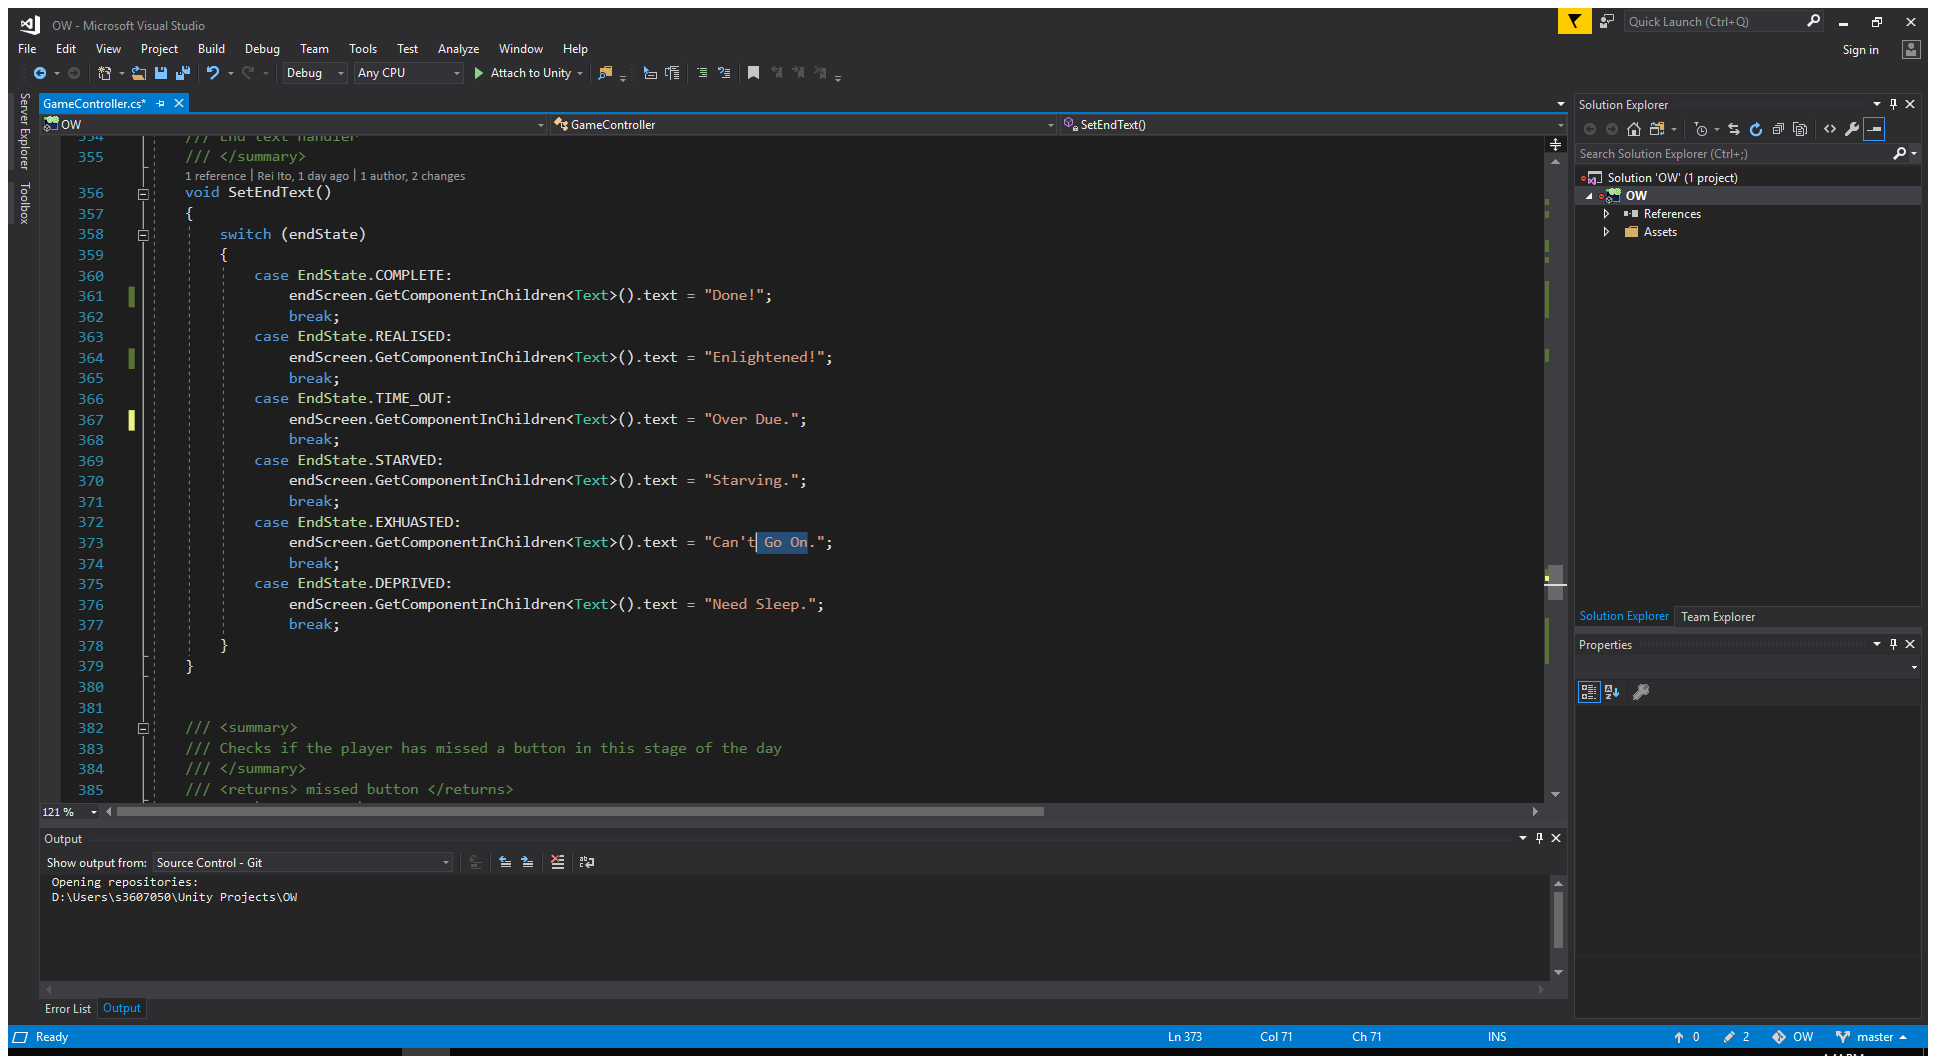 OW - Microsoft Visual Studio
Quick Launch (Ctrl+Q)
File Edit View Project Build Debug Team Tools Test Analyze Window Help
Sign in
Debug Any CPU Attach to Unity
Server Explorer
Toolbox
GameController.cs*
OW GameController SetEndText()
354 /// End text handler
355 /// </summary>
1 reference | Rei Ito, 1 day ago | 1 author, 2 changes
356 void SetEndText()
357 {
358 switch (endState)
359 {
360 case EndState.COMPLETE:
361 endScreen.GetComponentInChildren<Text>().text = "Done!";
362 break;
363 case EndState.REALISED:
364 endScreen.GetComponentInChildren<Text>().text = "Enlightened!";
365 break;
366 case EndState.TIME_OUT:
367 endScreen.GetComponentInChildren<Text>().text = "Over Due.";
368 break;
369 case EndState.STARVED:
370 endScreen.GetComponentInChildren<Text>().text = "Starving.";
371 break;
372 case EndState.EXHUASTED:
373 endScreen.GetComponentInChildren<Text>().text = "Can't Go On.";
374 break;
375 case EndState.DEPRIVED:
376 endScreen.GetComponentInChildren<Text>().text = "Need Sleep.";
377 break;
378 }
379 }
380
381
382 /// <summary>
383 /// Checks if the player has missed a button in this stage of the day
384 /// </summary>
385 /// <returns> missed button </returns>
121 %
Solution Explorer
Search Solution Explorer (Ctrl+;)
Solution 'OW' (1 project)
OW
References
Assets
Solution Explorer Team Explorer
Properties
Output
Show output from: Source Control - Git
Opening repositories:
D:\Users\s3607050\Unity Projects\OW
Error List Output
Ready Ln 373 Col 71 Ch 71 INS 0 2 OW master